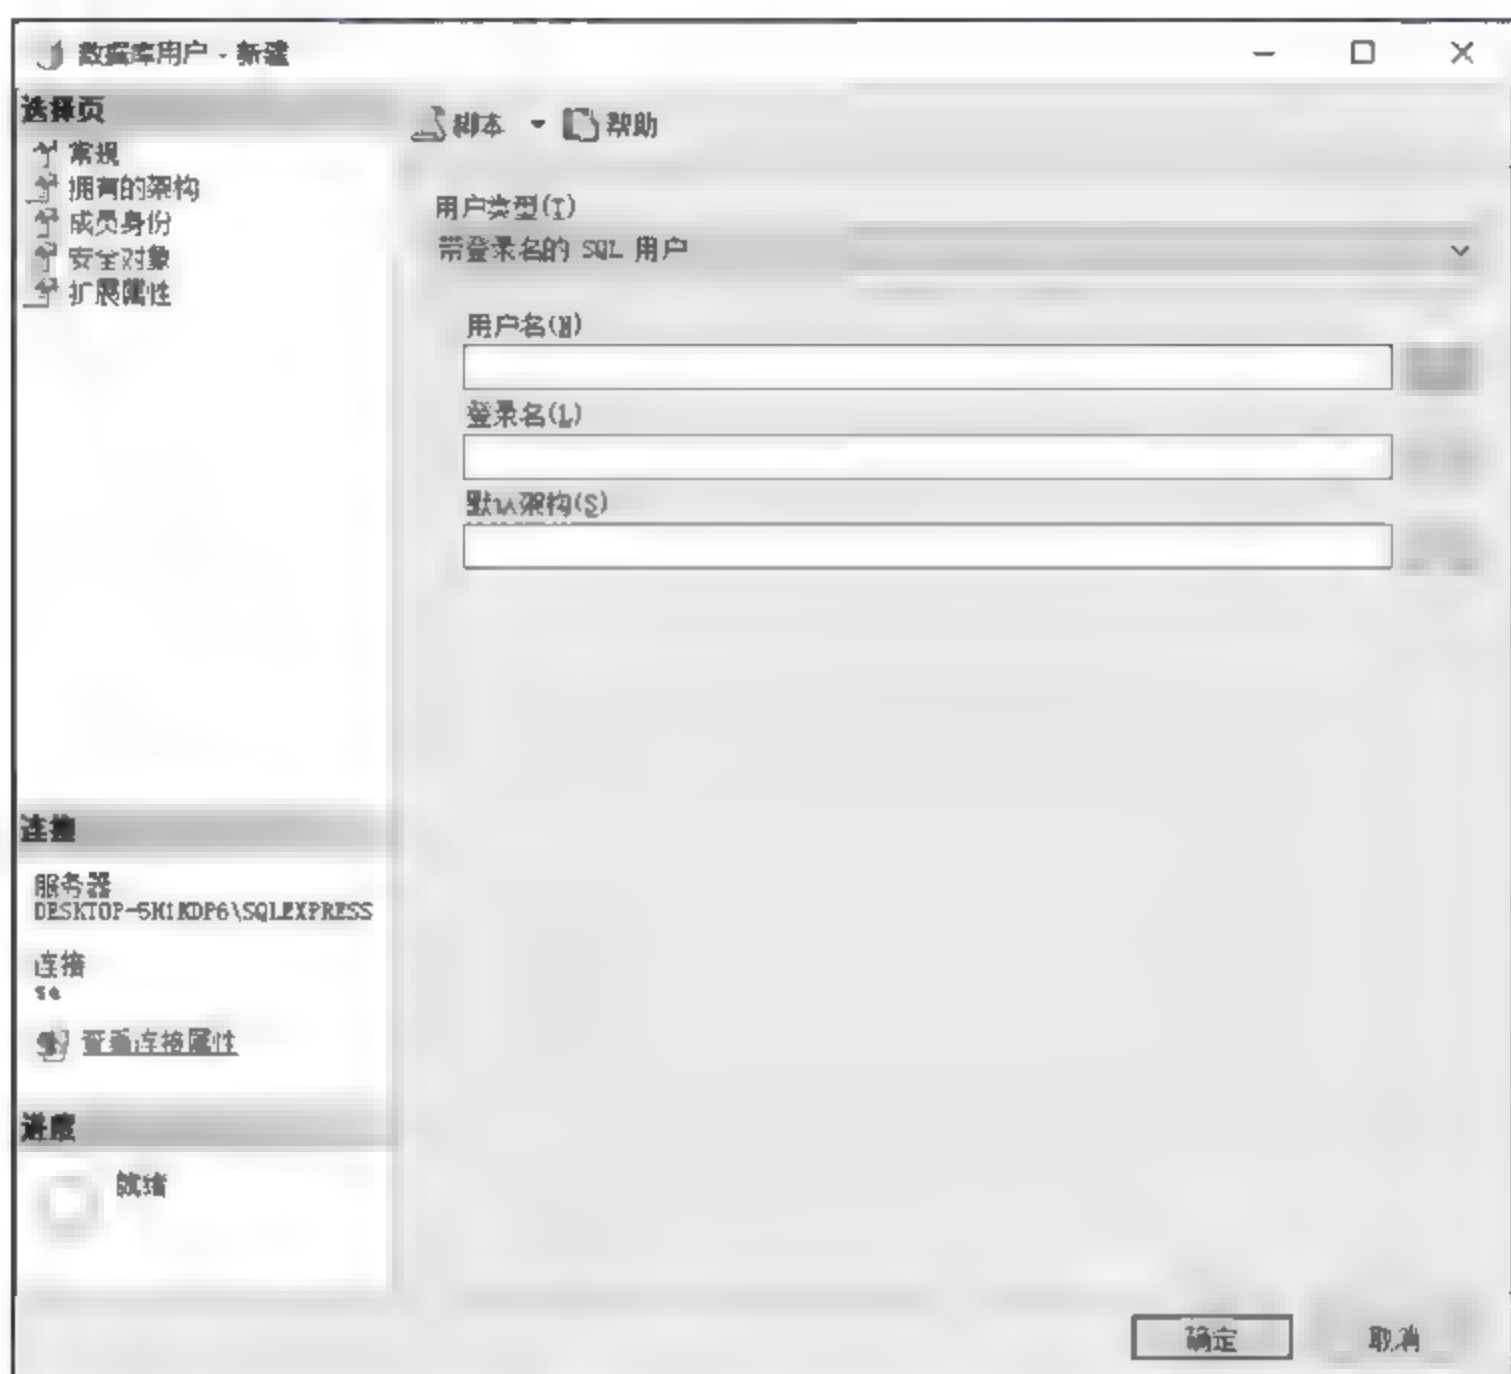 数据库用户 - 新建
选择页
常规
拥有的架构
成员身份
安全对象
扩展属性
脚本
帮助
用户类型(T)
带登录名的 SQL 用户
用户名(N)
登录名(L)
默认架构(S)
连接
服务器
DESKTOP-5M1KDP6\SQLEXPRESS
连接
sa
查看连接属性
进度
就绪
确定
取消